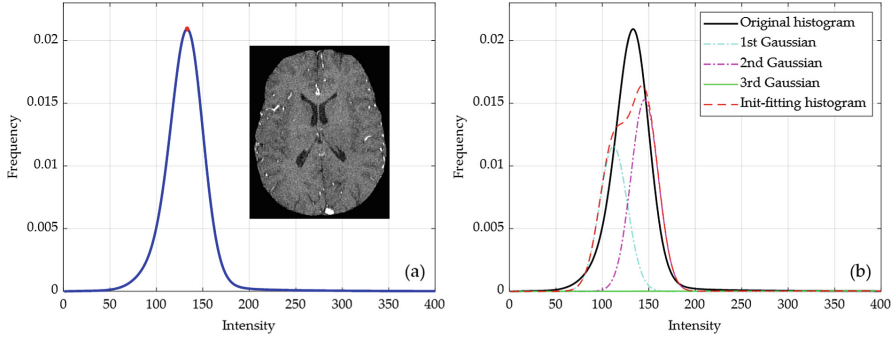 0.02
0.015
0.01
0.005
0
Frequency
0 50 100 150 200 250 300 350 400
Intensity
(a)
0.02
0.015
0.01
0.005
0
Frequency
0 50 100 150 200 250 300 350 400
Intensity
(b)
Original histogram
1st Gaussian
2nd Gaussian
3rd Gaussian
Init-fitting histogram